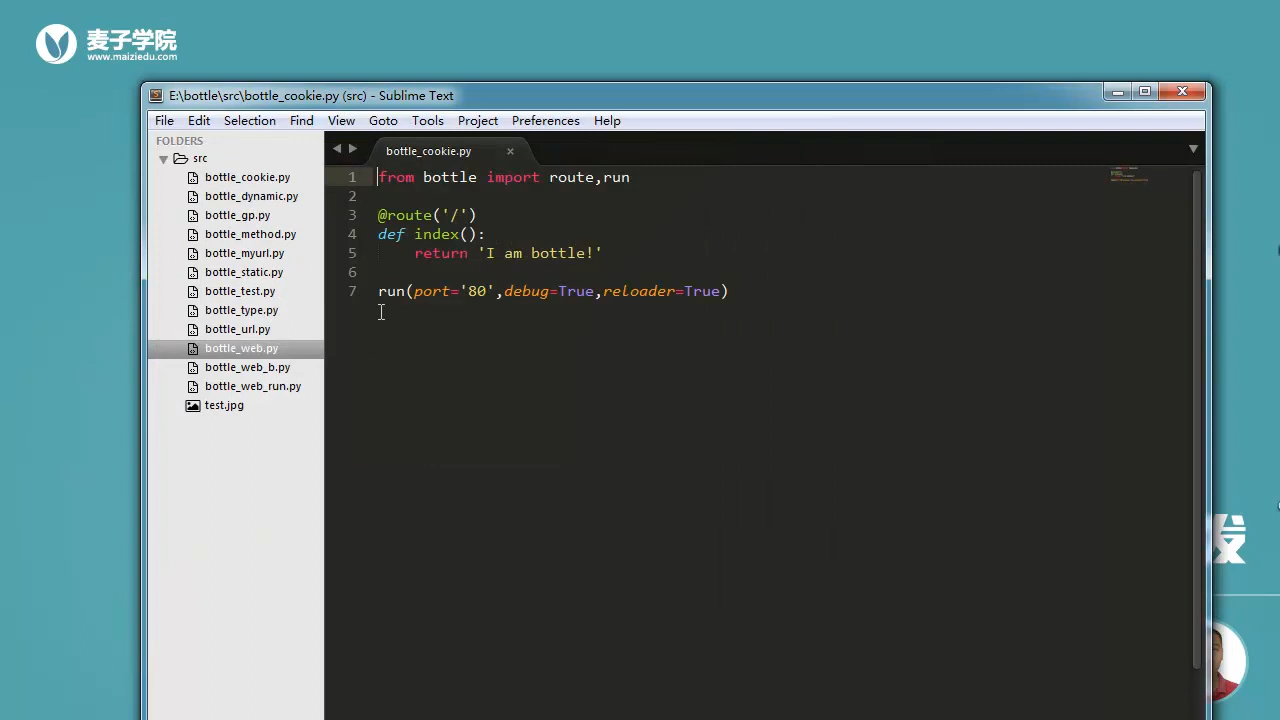 麦子学院
www.maiziedu.com
E:\bottle\src\bottle_cookie.py (src) - Sublime Text
File Edit Selection Find View Goto Tools Project Preferences Help
FOLDERS
src
bottle_cookie.py
bottle_dynamic.py
bottle_gp.py
bottle_method.py
bottle_myurl.py
bottle_static.py
bottle_test.py
bottle_type.py
bottle_url.py
bottle_web.py
bottle_web_b.py
bottle_web_run.py
test.jpg
bottle_cookie.py
1 from bottle import route,run
2
3 @route('/')
4 def index():
5     return 'I am bottle!'
6
7 run(port='80',debug=True,reloader=True)
发